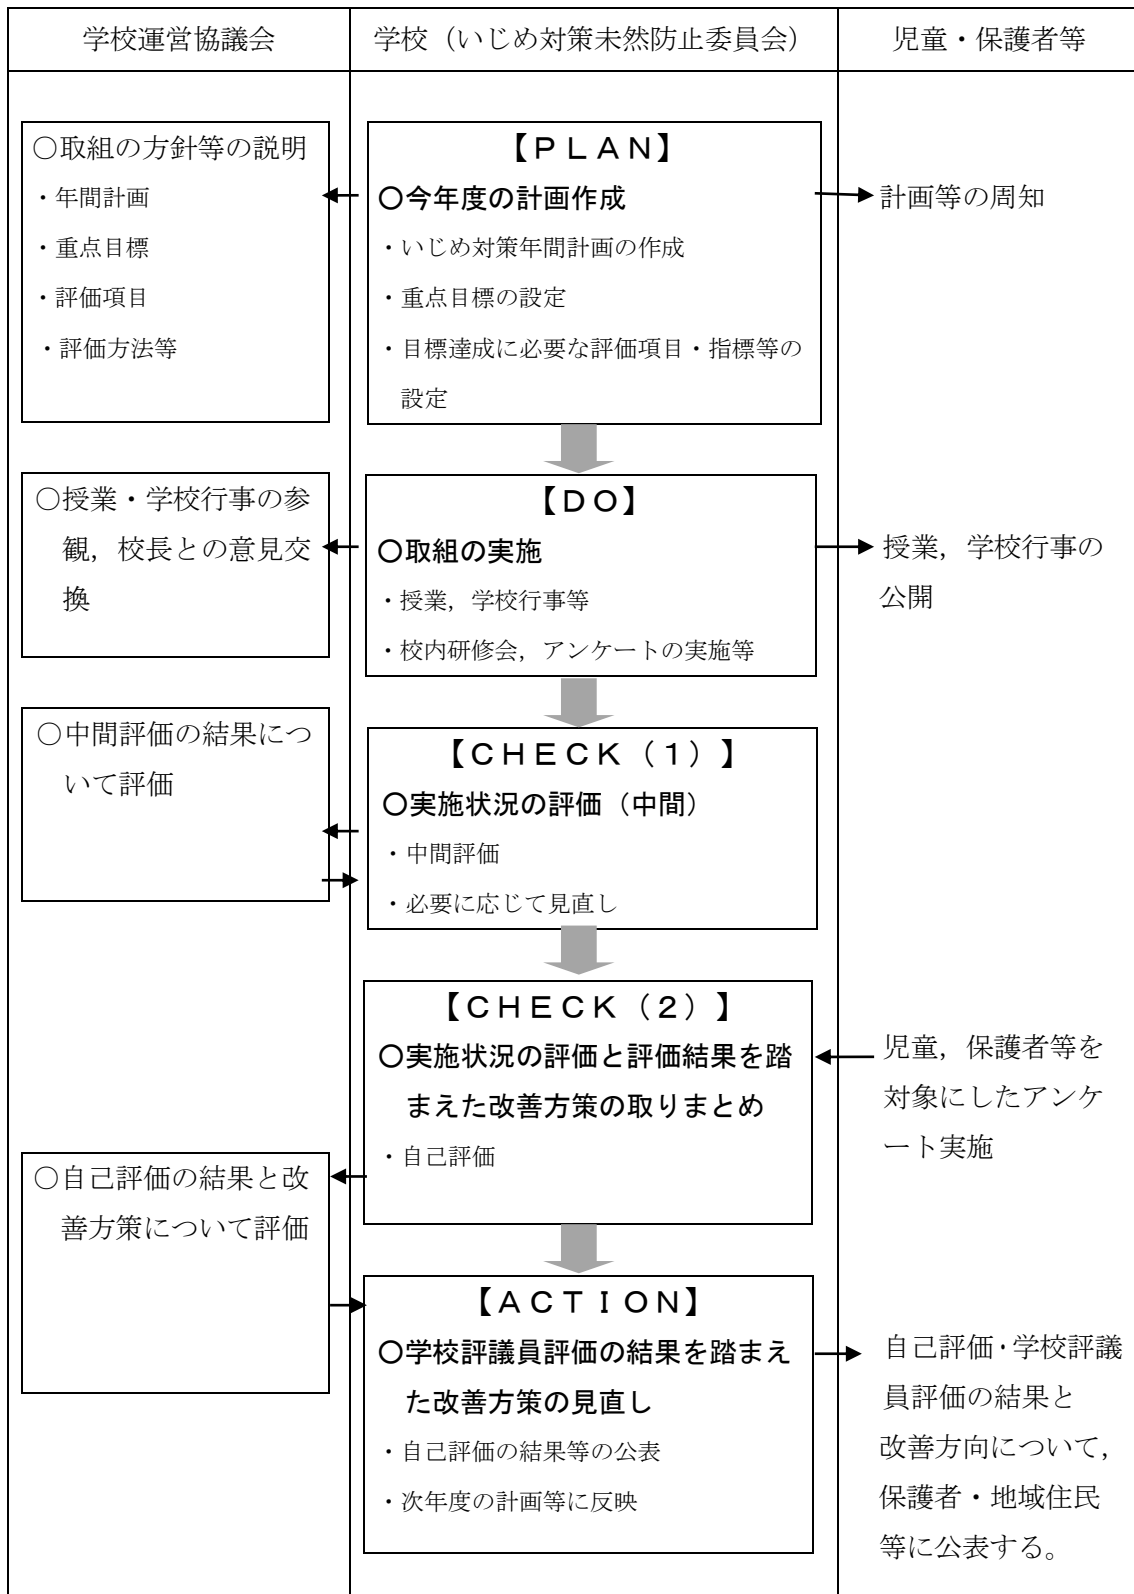 学校運営協議会
学校（いじめ対策未然防止委員会）
児童・保護者等
○取組の方針等の説明
・年間計画
・重点目標
・評価項目
・評価方法等
【ＰＬＡＮ】
○今年度の計画作成
・いじめ対策年間計画の作成
・重点目標の設定
・目標達成に必要な評価項目・指標等の
設定
計画等の周知
○授業・学校行事の参
観，校長との意見交
換
【ＤＯ】
○取組の実施
・授業，学校行事等
・校内研修会，アンケートの実施等
授業，学校行事の
公開
○中間評価の結果につ
いて評価
【ＣＨＥＣＫ（１）】
○実施状況の評価（中間）
・中間評価
・必要に応じて見直し
【ＣＨＥＣＫ（２）】
○実施状況の評価と評価結果を踏
まえた改善方策の取りまとめ
・自己評価
児童，保護者等を
対象にしたアンケ
ート実施
○自己評価の結果と改
善方策について評価
【ＡＣＴＩＯＮ】
○学校評議員評価の結果を踏まえ
た改善方策の見直し
・自己評価の結果等の公表
・次年度の計画等に反映
自己評価・学校評議
員評価の結果と
改善方向について，
保護者・地域住民
等に公表する。